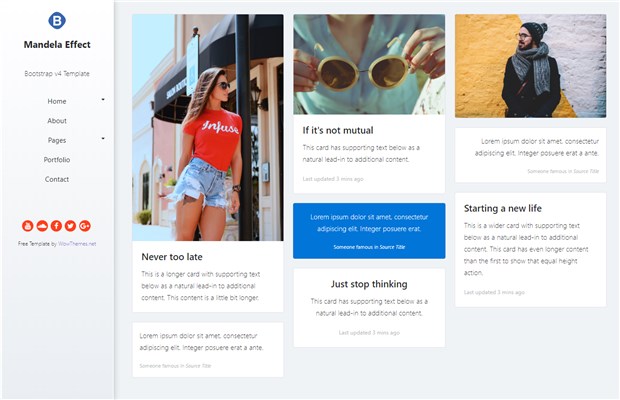 B
Mandela Effect
Bootstrap v4 Template
Home
About
Pages
Portfolio
Contact
Free Template by WowThemes.net
Infuse
Never too late
This is a longer card with supporting text
below as a natural lead-in to additional
content. This content is a little bit longer.
Lorem ipsum dolor sit amet, consectetur
adipiscing elit. Integer posuere erat a ante.
Someone famous in Source Title
If it's not mutual
This card has supporting text below as a
natural lead-in to additional content.
Last updated 3 mins ago
Lorem ipsum dolor sit amet, consectetur
adipiscing elit. Integer posuere erat.
Someone famous in Source Title
Just stop thinking
This card has supporting text below as a
natural lead-in to additional content.
Last updated 3 mins ago
Lorem ipsum dolor sit amet, consectetur
adipiscing elit. Integer posuere erat a ante.
Someone famous in Source Title
Starting a new life
This is a wider card with supporting text
below as a natural lead-in to additional
content. This card has even longer content
than the first to show that equal height
action.
Last updated 3 mins ago